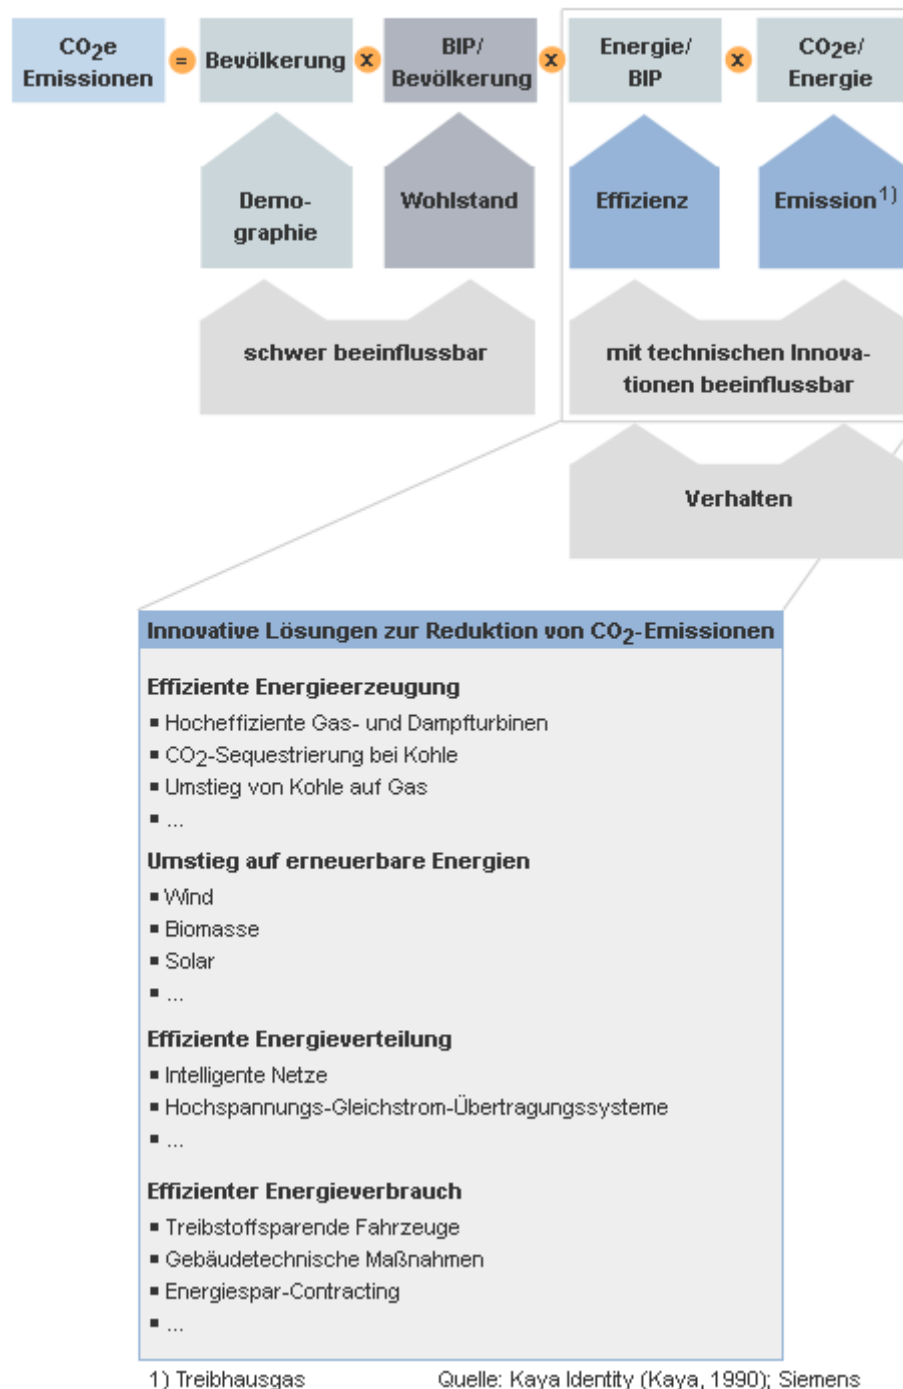 CO2e Emissionen = Bevölkerung x BIP/ Bevölkerung x Energie/ BIP x CO2e/ Energie
Demo-
graphie
Wohlstand
Effizienz
Emission1)
schwer beeinflussbar
mit technischen Innova-
tionen beeinflussbar
Verhalten
Innovative Lösungen zur Reduktion von CO2-Emissionen
Effiziente Energieerzeugung
▪ Hocheffiziente Gas- und Dampfturbinen
▪ CO2-Sequestrierung bei Kohle
▪ Umstieg von Kohle auf Gas
▪ ...
Umstieg auf erneuerbare Energien
▪ Wind
▪ Biomasse
▪ Solar
▪ ...
Effiziente Energieverteilung
▪ Intelligente Netze
▪ Hochspannungs-Gleichstrom-Übertragungssysteme
▪ ...
Effizienter Energieverbrauch
▪ Treibstoffsparende Fahrzeuge
▪ Gebäudetechnische Maßnahmen
▪ Energiespar-Contracting
▪ ...
1) Treibhausgas Quelle: Kaya Identity (Kaya, 1990); Siemens